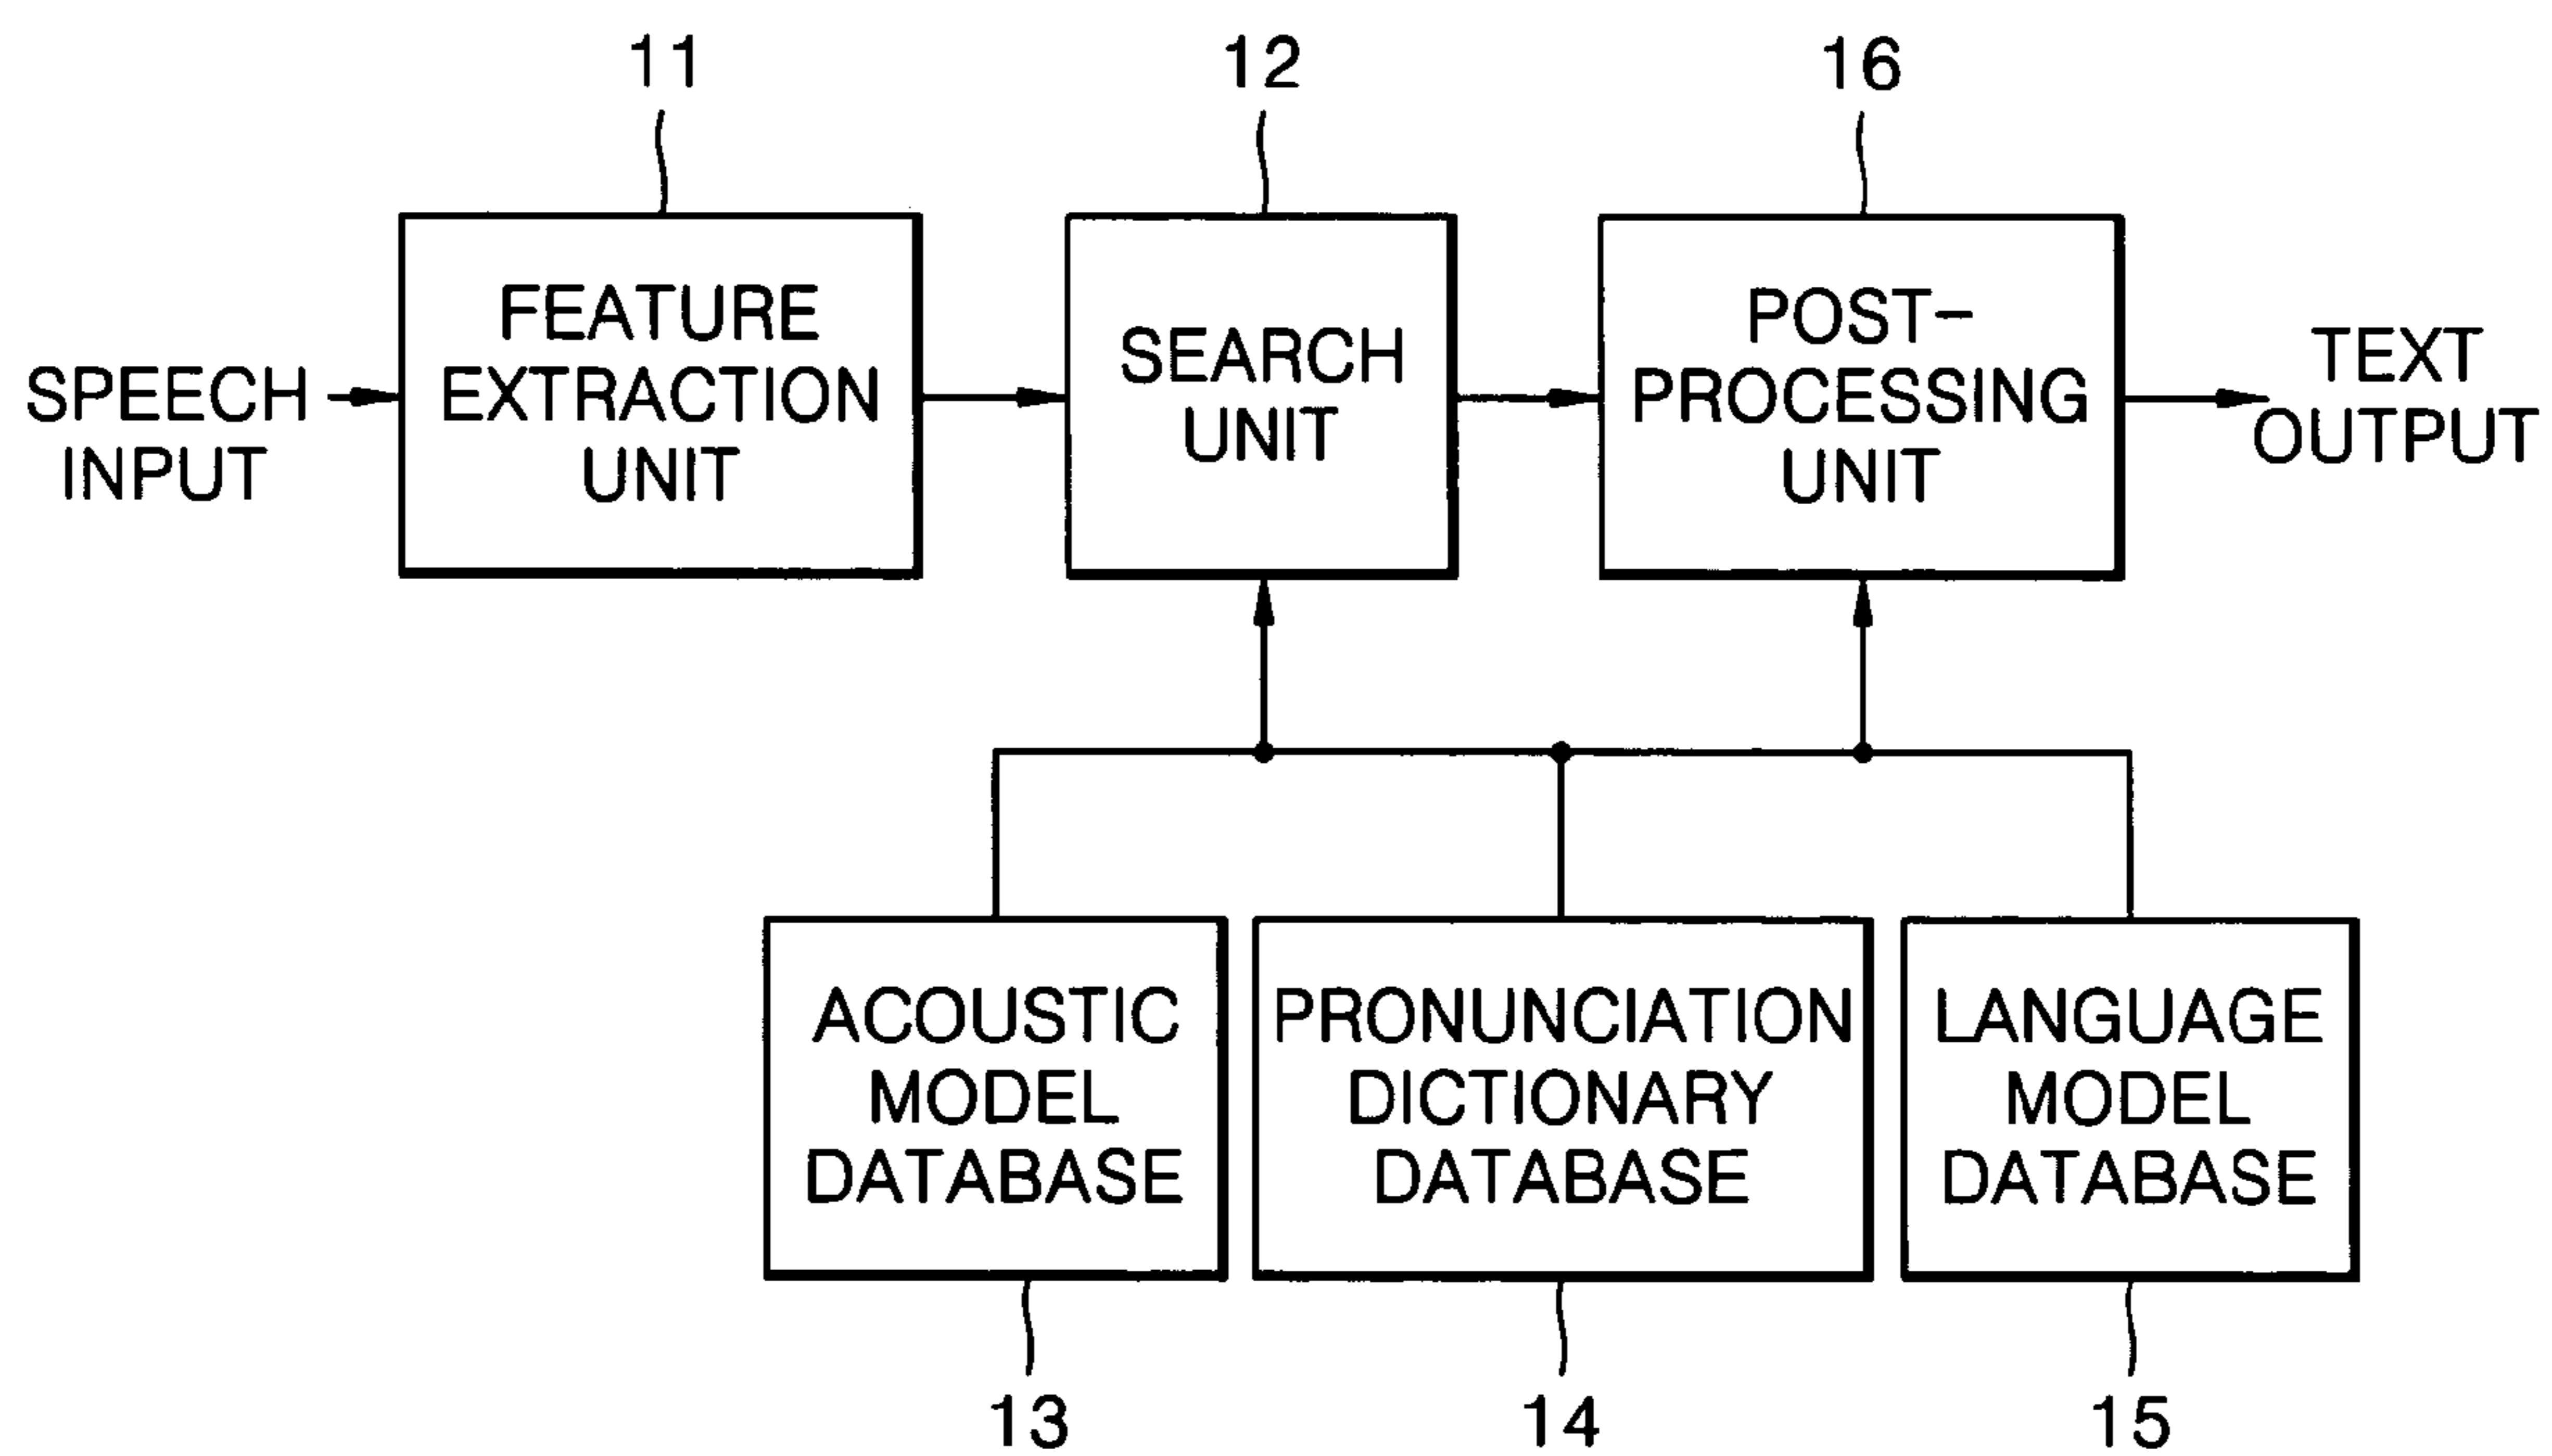 11
12
16
SPEECH
INPUT
FEATURE
EXTRACTION
UNIT
SEARCH
UNIT
POST-
PROCESSING
UNIT
TEXT
OUTPUT
ACOUSTIC
MODEL
DATABASE
PRONUNCIATION
DICTIONARY
DATABASE
LANGUAGE
MODEL
DATABASE
13
14
15